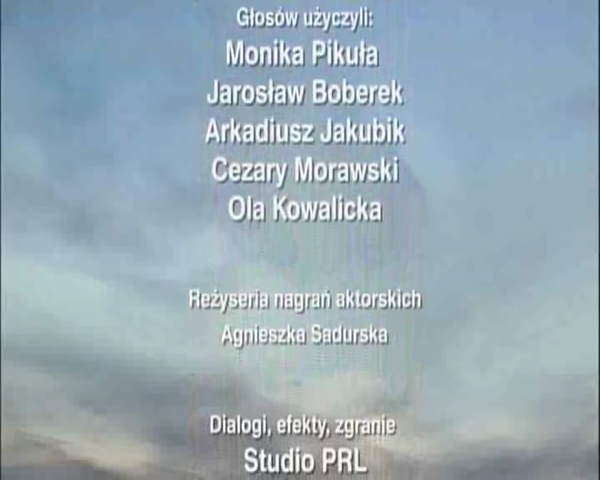 Głosów użyczyli:
Monika Pikuła
Jarosław Boberek
Arkadiusz Jakubik
Cezary Morawski
Ola Kowalicka
Reżyseria nagrań aktorskich
Agnieszka Sadurska
Dialogi, efekty, zgranie
Studio PRL